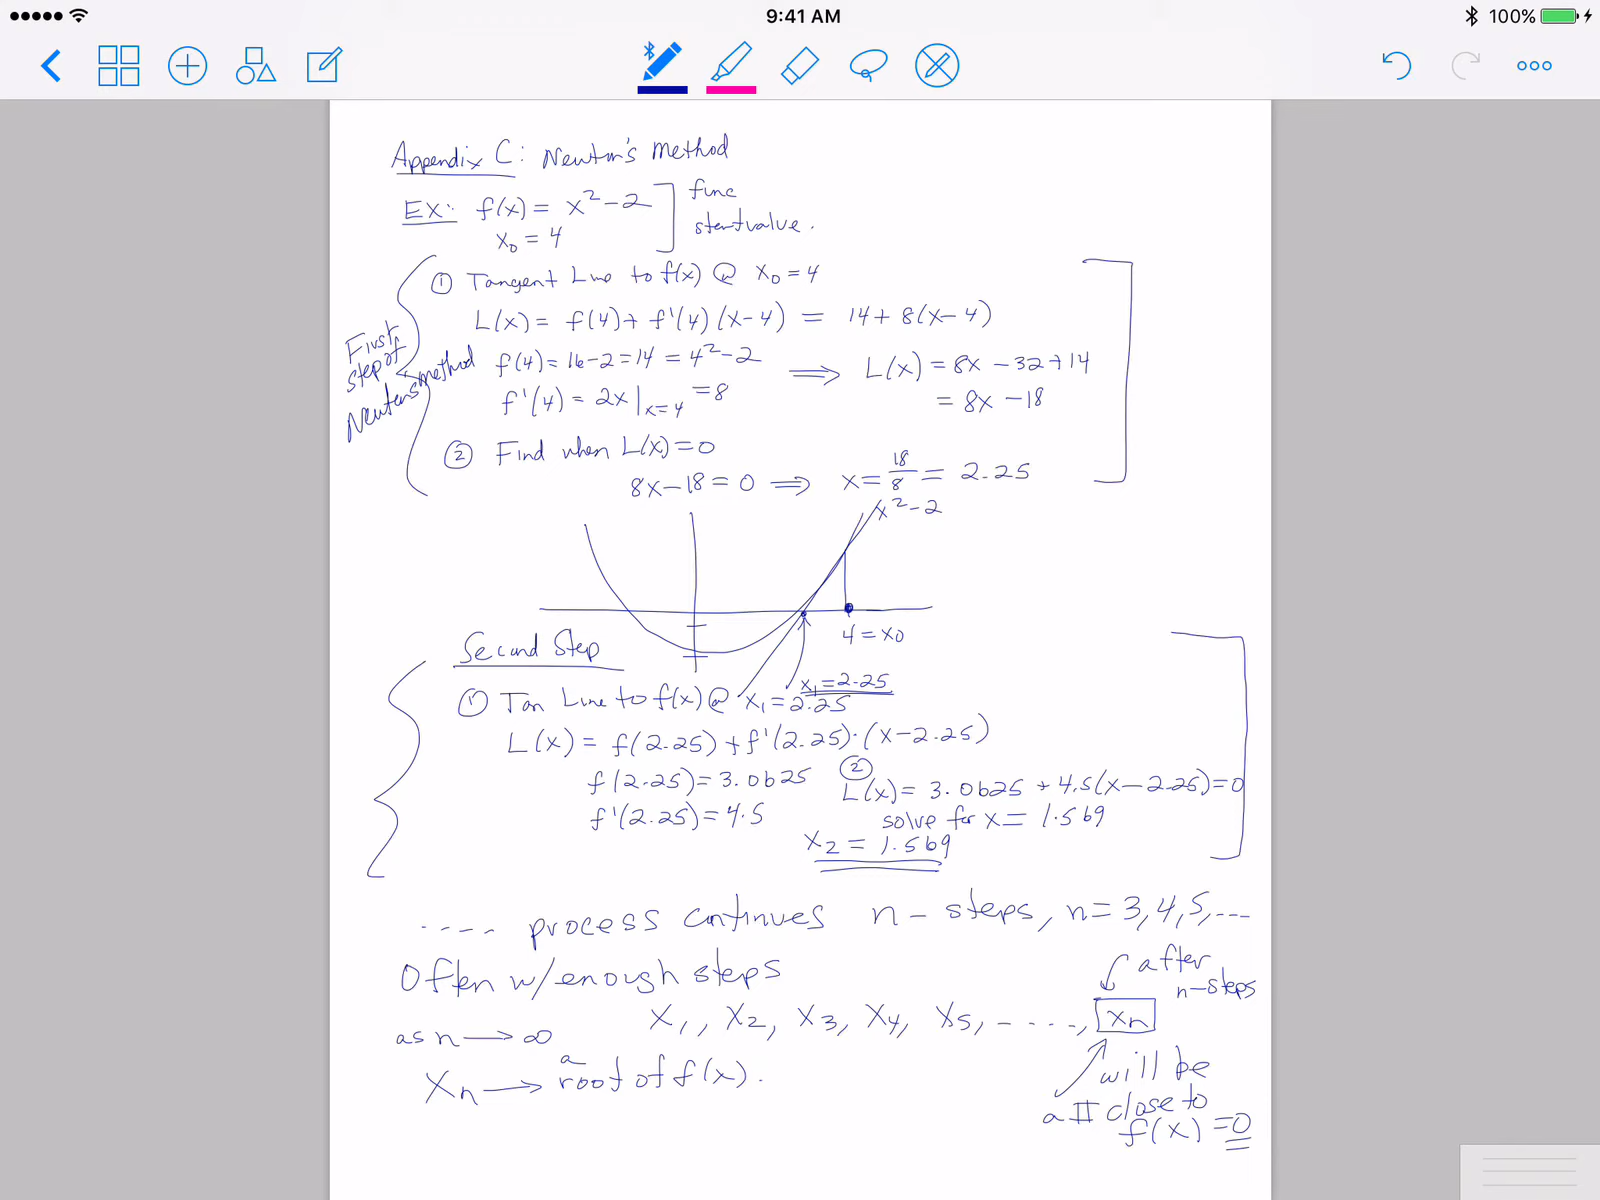 9:41 AM
100%
Appendix C: Newton's Method
Ex: f(x) = x² - 2 ] func
x₀ = 4 startvalue.
① Tangent Line to f(x) @ x₀ = 4
L(x) = f(4) + f'(4)(x-4) = 14 + 8(x-4)
First step of Newtons method
f(4) = 16-2 = 14 = 4² - 2 ⟹ L(x) = 8x - 32 + 14
f'(4) = 2x|ₓ₌₄ = 8 = 8x - 18
② Find when L(x) = 0
8x - 18 = 0 ⟹ x = 18/8 = 2.25
x² - 2
4 = x₀
x₁ = 2.25
Second Step
① Tan Line to f(x) @ x₁ = 2.25
L(x) = f(2.25) + f'(2.25)·(x-2.25)
f(2.25) = 3.0625
f'(2.25) = 4.5
② L(x) = 3.0625 + 4.5(x-2.25) = 0
solve for x = 1.569
x₂ = 1.569
---- process continues n-steps, n = 3,4,5,---
Often w/enough steps
x₁, x₂, x₃, x₄, x₅, -----, xₙ
after n-steps
as n ⟶ ∞
xₙ ⟶ a root of f(x).
will be
a # close to
f(x) = 0